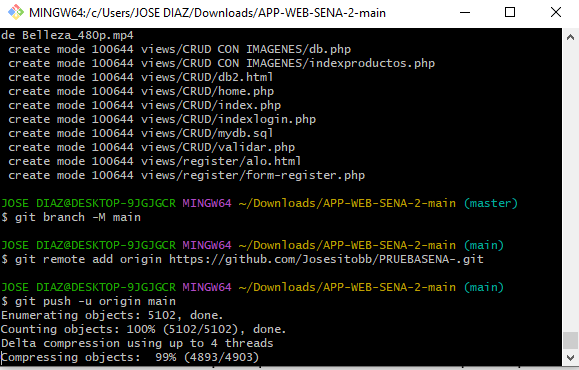 MINGW64:/c/Users/JOSE DIAZ/Downloads/APP-WEB-SENA-2-main
de Belleza_480p.mp4
create mode 100644 views/CRUD CON IMAGENES/db.php
create mode 100644 views/CRUD CON IMAGENES/indexproductos.php
create mode 100644 views/CRUD/db2.html
create mode 100644 views/CRUD/home.php
create mode 100644 views/CRUD/index.php
create mode 100644 views/CRUD/indexlogin.php
create mode 100644 views/CRUD/mydb.sql
create mode 100644 views/CRUD/validar.php
create mode 100644 views/register/alo.html
create mode 100644 views/register/form-register.php
JOSE DIAZ@DESKTOP-9JGJGCR MINGW64 ~/Downloads/APP-WEB-SENA-2-main (master)
$ git branch -M main
JOSE DIAZ@DESKTOP-9JGJGCR MINGW64 ~/Downloads/APP-WEB-SENA-2-main (main)
$ git remote add origin https://github.com/Josesitobb/PRUEBASENA-.git
JOSE DIAZ@DESKTOP-9JGJGCR MINGW64 ~/Downloads/APP-WEB-SENA-2-main (main)
$ git push -u origin main
Enumerating objects: 5102, done.
Counting objects: 100% (5102/5102), done.
Delta compression using up to 4 threads
Compressing objects:  99% (4893/4903)